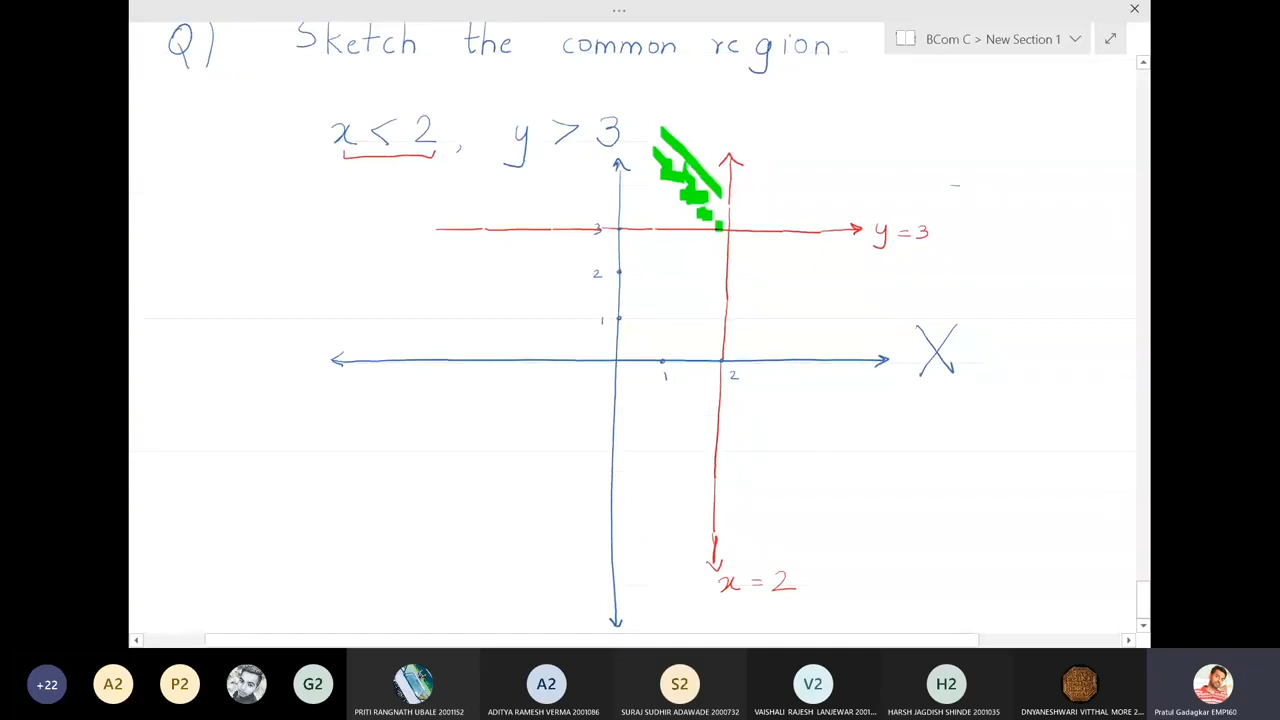 ...
Q) Sketch the common region.
BCom C > New Section 1
x < 2, y > 3
3
y = 3
2
1
X
1 2
x = 2
+22 A2 P2 G2 A2 S2 V2 H2
PRITI RANGNATH UBALE 2001152 ADITYA RAMESH VERMA 2001086 SURAJ SUDHIR ADAWADE 2000732 VAISHALI RAJESH LANJEWAR 2001... HARSH JAGDISH SHINDE 2001035 DNYANESHWARI VITTHAL MORE 2... Pratul Gadagkar EMP160